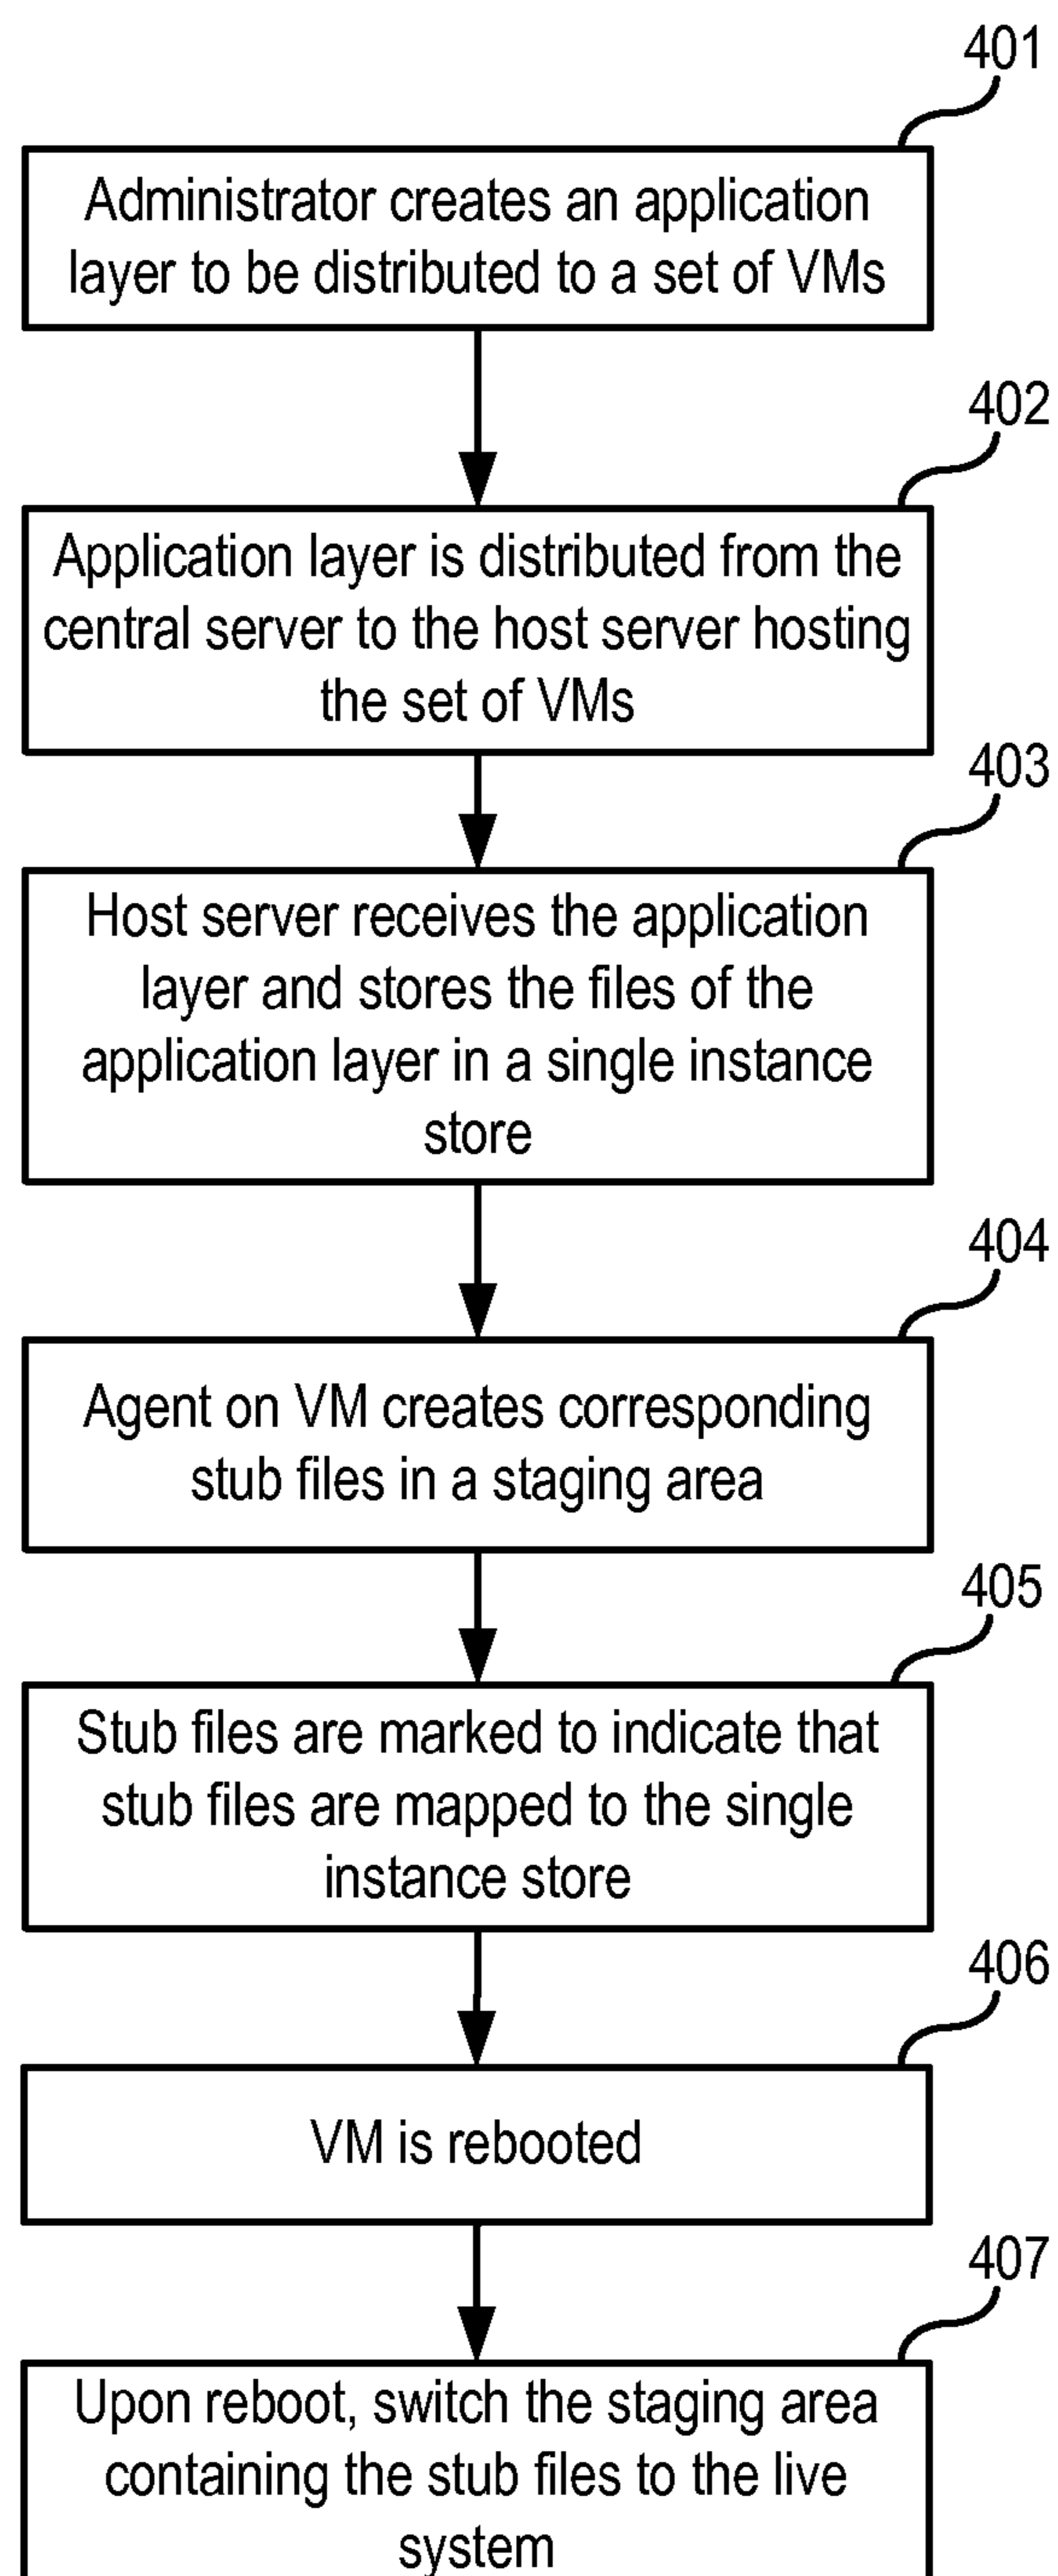 401
Administrator creates an application
layer to be distributed to a set of VMs
402
Application layer is distributed from the
central server to the host server hosting
the set of VMs
403
Host server receives the application
layer and stores the files of the
application layer in a single instance
store
404
Agent on VM creates corresponding
stub files in a staging area
405
Stub files are marked to indicate that
stub files are mapped to the single
instance store
406
VM is rebooted
407
Upon reboot, switch the staging area
containing the stub files to the live
system